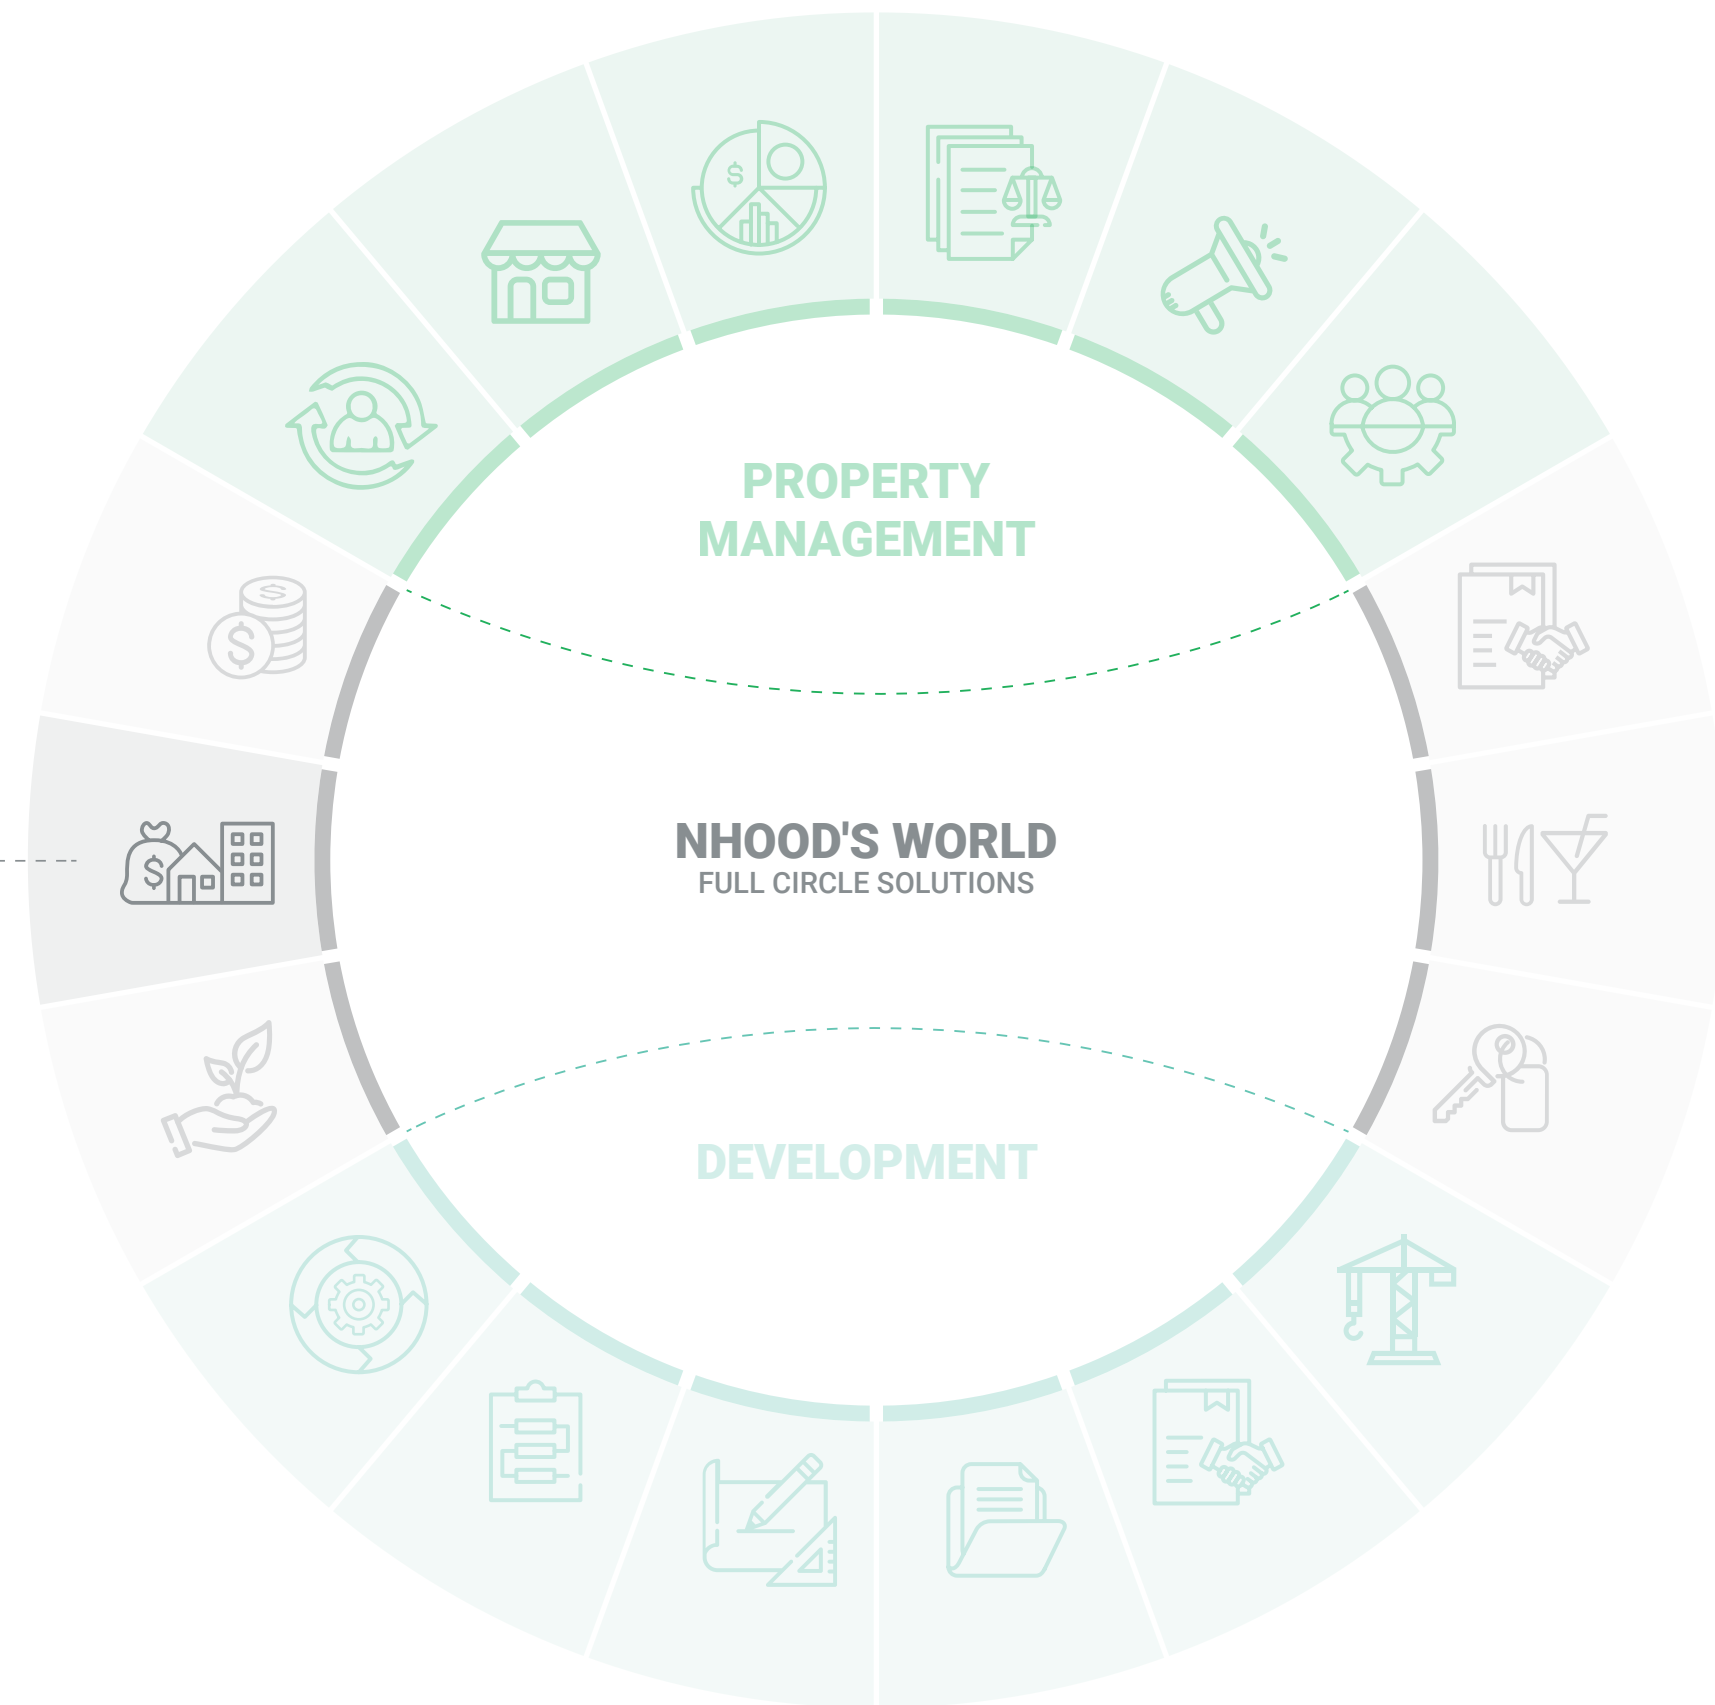 PROPERTY
MANAGEMENT
NHOOD'S WORLD
FULL CIRCLE SOLUTIONS
DEVELOPMENT